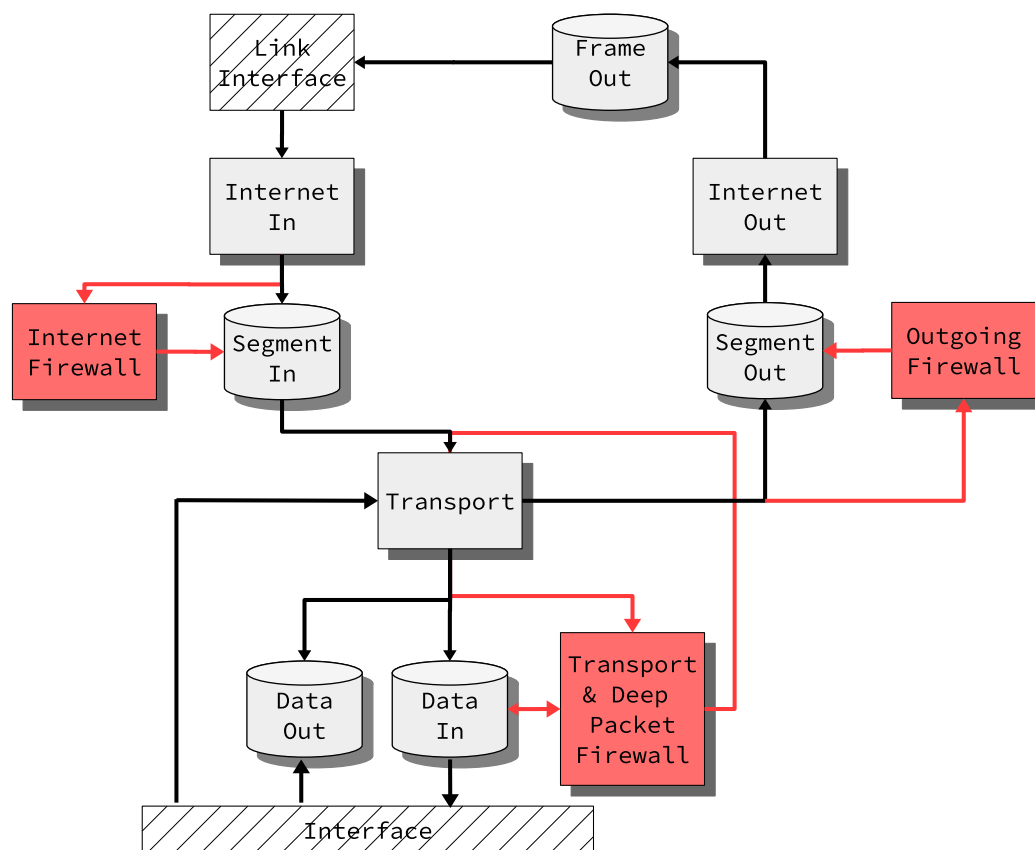 Link
Interface
Frame
Out
Internet
In
Internet
Out
Internet
Firewall
Segment
In
Segment
Out
Outgoing
Firewall
Transport
Data
Out
Data
In
Transport
& Deep
Packet
Firewall
Interface